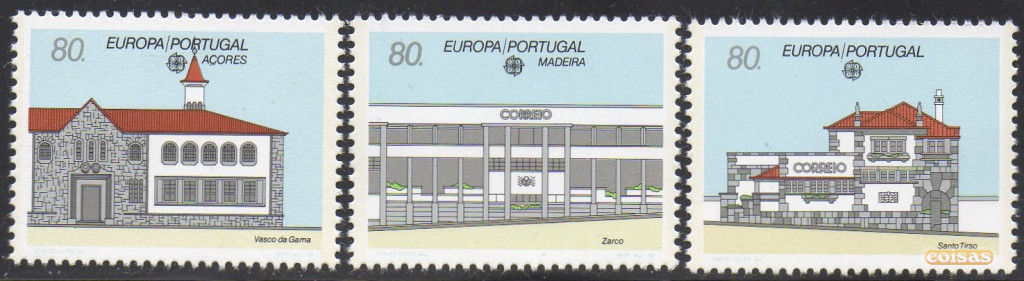 80.
EUROPA/PORTUGAL
AÇORES
Vasco da Gama
80.
EUROPA/PORTUGAL
MADEIRA
CORREIO
Zarco
80.
EUROPA/PORTUGAL
CORREIO
Santo Tirso
coisas